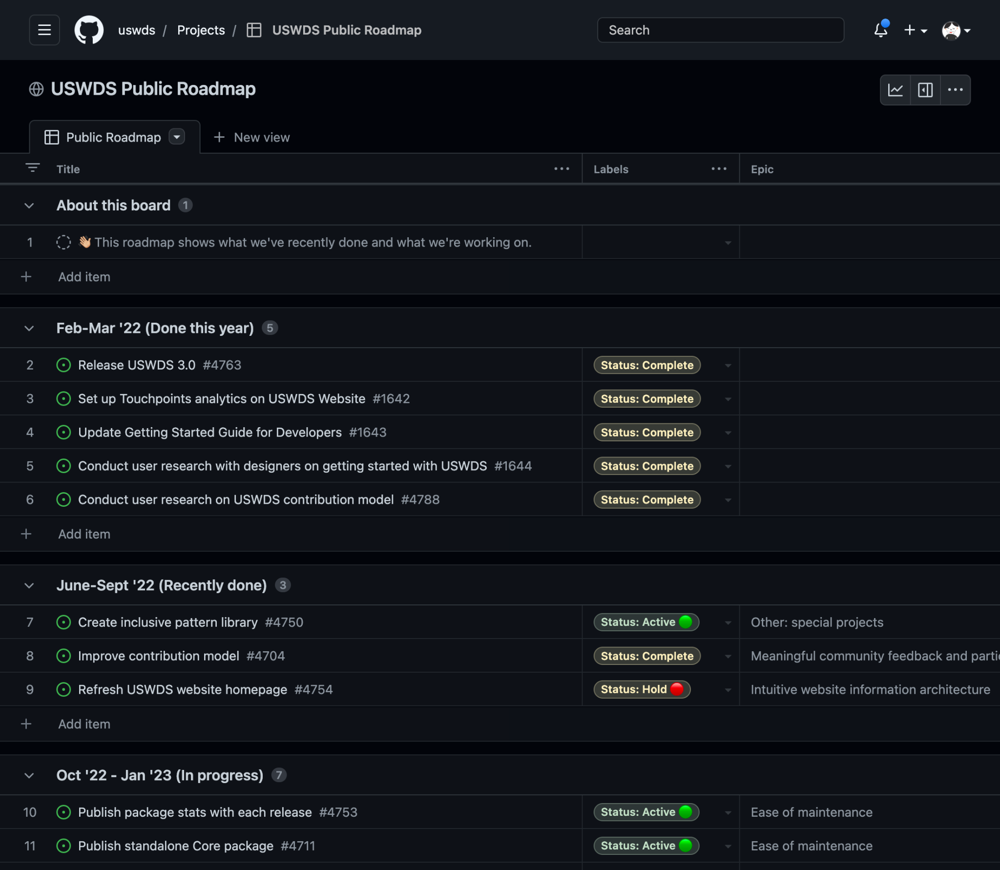 uswds / Projects / USWDS Public Roadmap Search
USWDS Public Roadmap
Public Roadmap New view
Title Labels Epic
About this board 1
1 👋🏼 This roadmap shows what we've recently done and what we're working on.
Add item
Feb-Mar '22 (Done this year) 5
2 Release USWDS 3.0 #4763 Status: Complete
3 Set up Touchpoints analytics on USWDS Website #1642 Status: Complete
4 Update Getting Started Guide for Developers #1643 Status: Complete
5 Conduct user research with designers on getting started with USWDS #1644 Status: Complete
6 Conduct user research on USWDS contribution model #4788 Status: Complete
Add item
June-Sept '22 (Recently done) 3
7 Create inclusive pattern library #4750 Status: Active 🟢 Other: special projects
8 Improve contribution model #4704 Status: Complete Meaningful community feedback and partic
9 Refresh USWDS website homepage #4754 Status: Hold 🔴 Intuitive website information architecture
Add item
Oct '22 - Jan '23 (In progress) 7
10 Publish package stats with each release #4753 Status: Active 🟢 Ease of maintenance
11 Publish standalone Core package #4711 Status: Active 🟢 Ease of maintenance